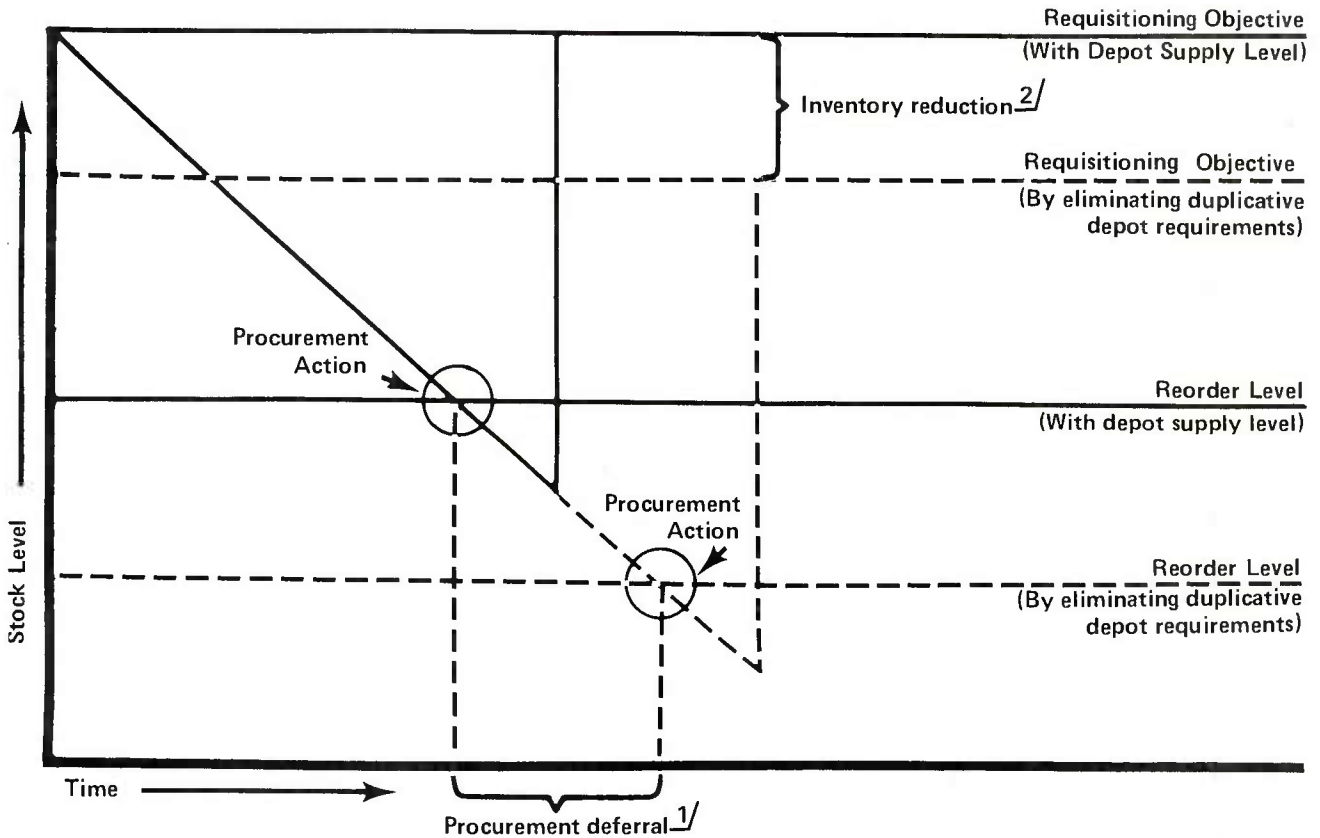 Requisitioning Objective
(With Depot Supply Level)
Inventory reduction 2/
Requisitioning Objective
(By eliminating duplicative
depot requirements)
Procurement
Action
Reorder Level
(With depot supply level)
Procurement
Action
Reorder Level
(By eliminating duplicative
depot requirements)
Stock Level
Time
Procurement deferral 1/